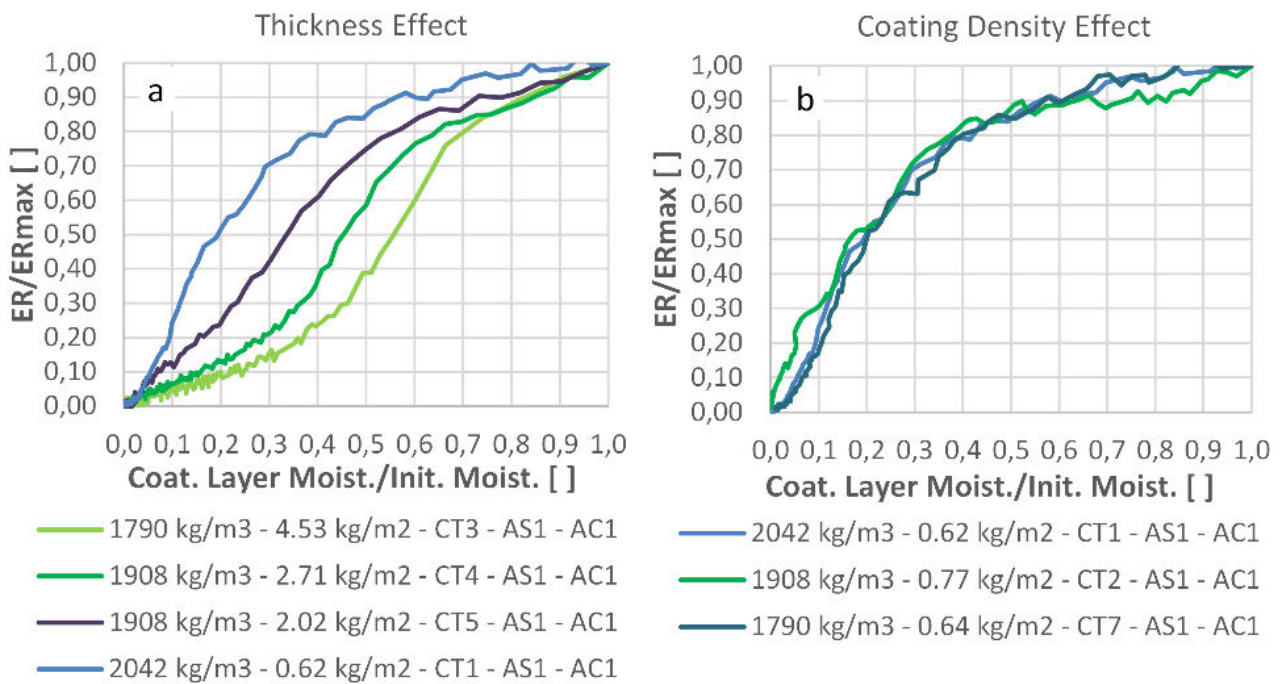 Thickness Effect
a
1,00
0,90
0,80
0,70
0,60
0,50
0,40
0,30
0,20
0,10
0,00
ER/ERmax [ ]
0,0 0,1 0,2 0,3 0,4 0,5 0,6 0,7 0,8 0,9 1,0
Coat. Layer Moist./Init. Moist. [ ]
1790 kg/m3 - 4.53 kg/m2 - CT3 - AS1 - AC1
1908 kg/m3 - 2.71 kg/m2 - CT4 - AS1 - AC1
1908 kg/m3 - 2.02 kg/m2 - CT5 - AS1 - AC1
2042 kg/m3 - 0.62 kg/m2 - CT1 - AS1 - AC1
Coating Density Effect
b
1,00
0,90
0,80
0,70
0,60
0,50
0,40
0,30
0,20
0,10
0,00
ER/ERmax [ ]
0,0 0,1 0,2 0,3 0,4 0,5 0,6 0,7 0,8 0,9 1,0
Coat. Layer Moist./Init. Moist. [ ]
2042 kg/m3 - 0.62 kg/m2 - CT1 - AS1 - AC1
1908 kg/m3 - 0.77 kg/m2 - CT2 - AS1 - AC1
1790 kg/m3 - 0.64 kg/m2 - CT7 - AS1 - AC1